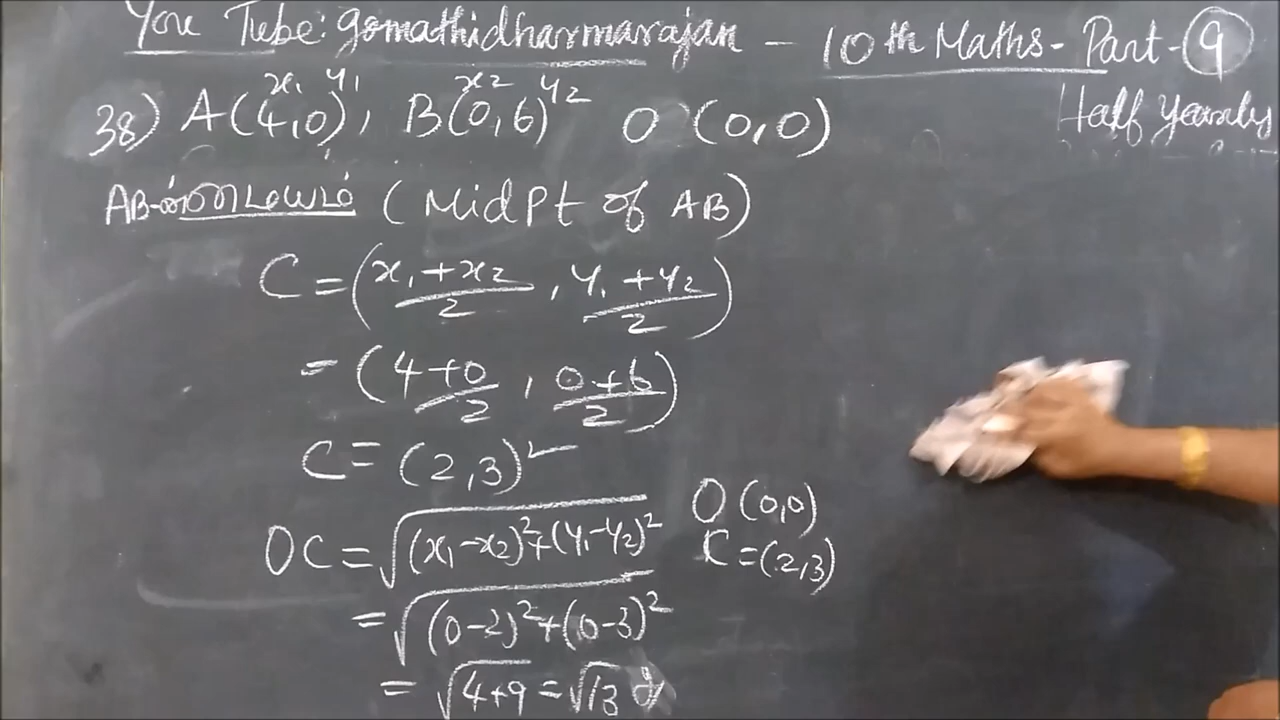 You Tube: gomathidharmarajan - 10th Maths - Part - 9
Half Yearly
x₁ y₁ x₂ y₂
38) A(4,0), B(0,6) O (0,0)
AB-ன் மையம் (MidPt of AB)
C = (x₁+x₂/2, y₁+y₂/2)
= (4+0/2, 0+6/2)
C = (2,3)
OC = √(x₁-x₂)²+(y₁-y₂)²
O (0,0)
C = (2,3)
= √(0-2)²+(0-3)²
= √4+9 = √13